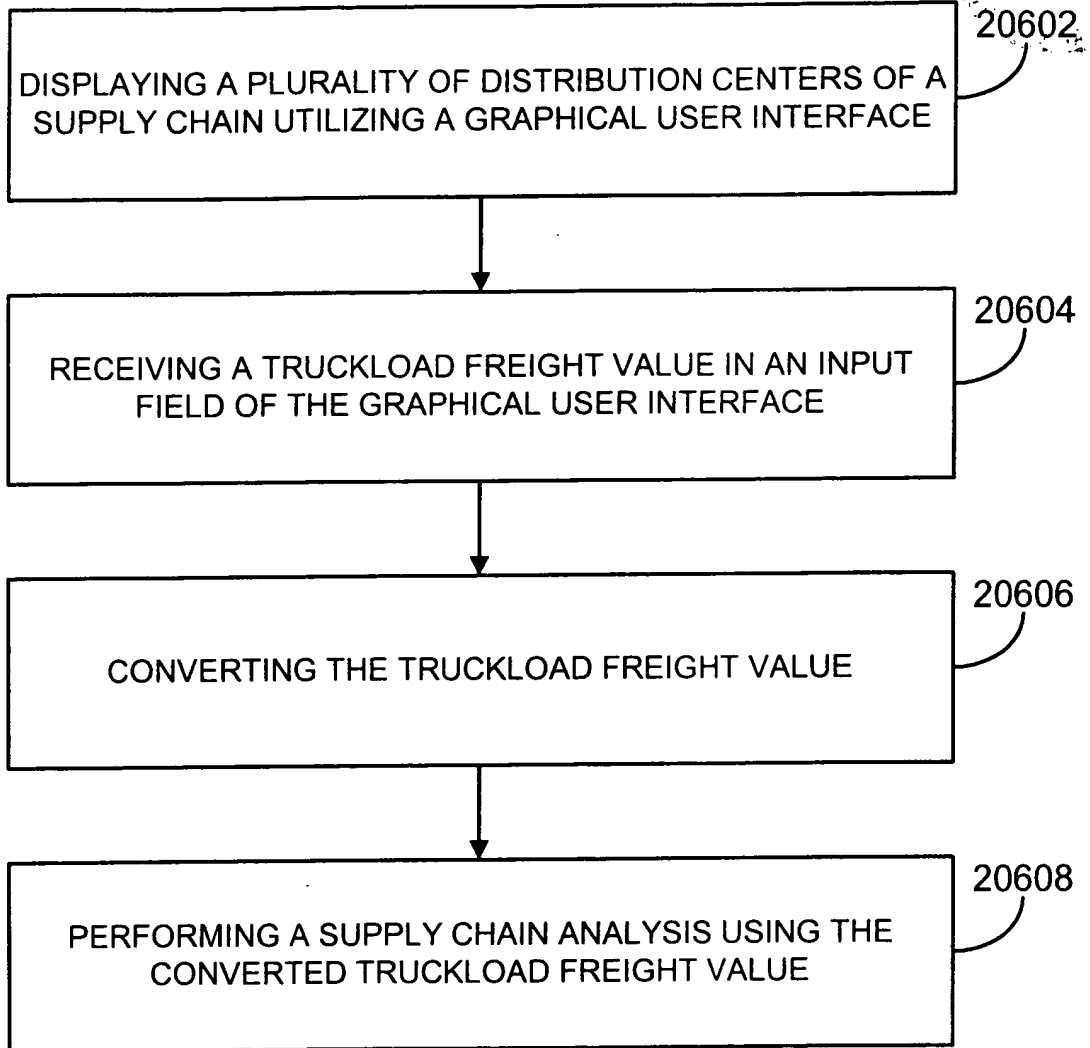 20602
DISPLAYING A PLURALITY OF DISTRIBUTION CENTERS OF A
SUPPLY CHAIN UTILIZING A GRAPHICAL USER INTERFACE
20604
RECEIVING A TRUCKLOAD FREIGHT VALUE IN AN INPUT
FIELD OF THE GRAPHICAL USER INTERFACE
20606
CONVERTING THE TRUCKLOAD FREIGHT VALUE
20608
PERFORMING A SUPPLY CHAIN ANALYSIS USING THE
CONVERTED TRUCKLOAD FREIGHT VALUE